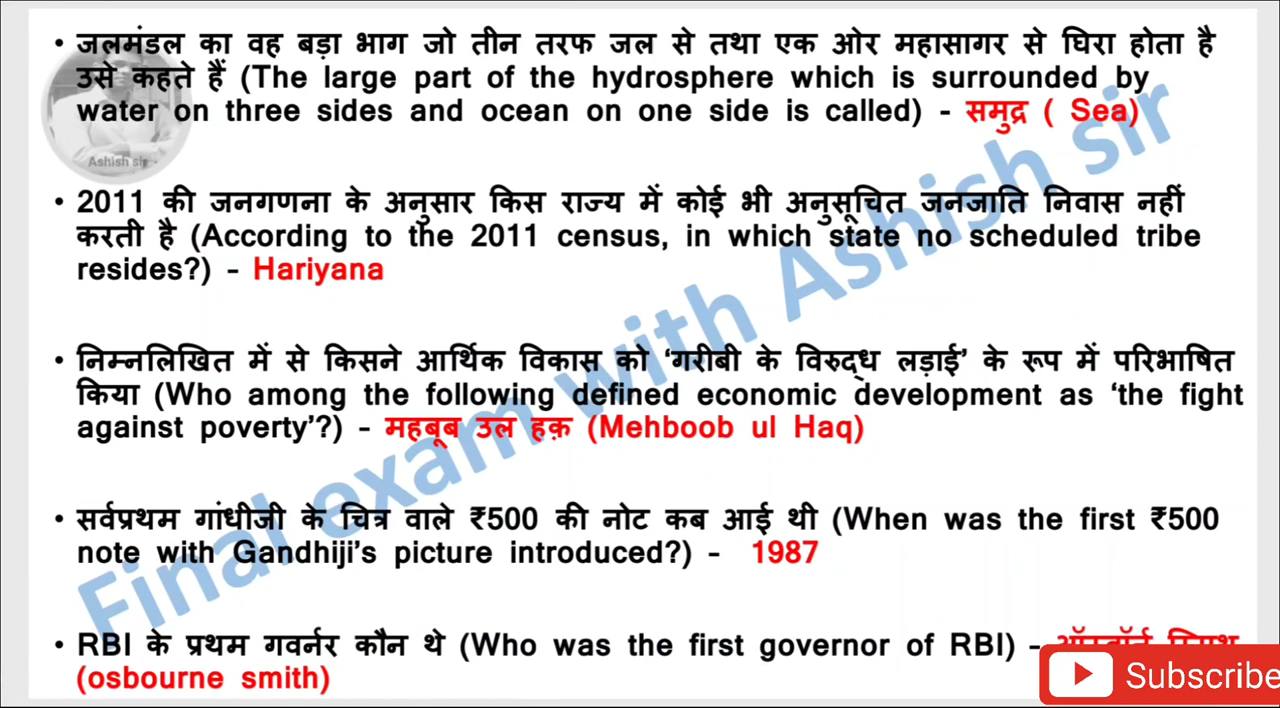 • जलमंडल का वह बड़ा भाग जो तीन तरफ जल से तथा एक ओर महासागर से घिरा होता है
उसे कहते हैं (The large part of the hydrosphere which is surrounded by
water on three sides and ocean on one side is called) - समुद्र ( Sea)
Ashish sir
• 2011 की जनगणना के अनुसार किस राज्य में कोई भी अनुसूचित जनजाति निवास नहीं
करती है (According to the 2011 census, in which state no scheduled tribe
resides?) – Hariyana
• निम्नलिखित में से किसने आर्थिक विकास को ‘गरीबी के विरुद्ध लड़ाई’ के रूप में परिभाषित
किया (Who among the following defined economic development as ‘the fight
against poverty’?) – महबूब उल हक़ (Mehboob ul Haq)
• सर्वप्रथम गांधीजी के चित्र वाले ₹500 की नोट कब आई थी (When was the first ₹500
note with Gandhiji’s picture introduced?) – 1987
• RBI के प्रथम गवर्नर कौन थे (Who was the first governor of RBI) –
(osbourne smith)
Subscribe
Final exam with Ashish sir